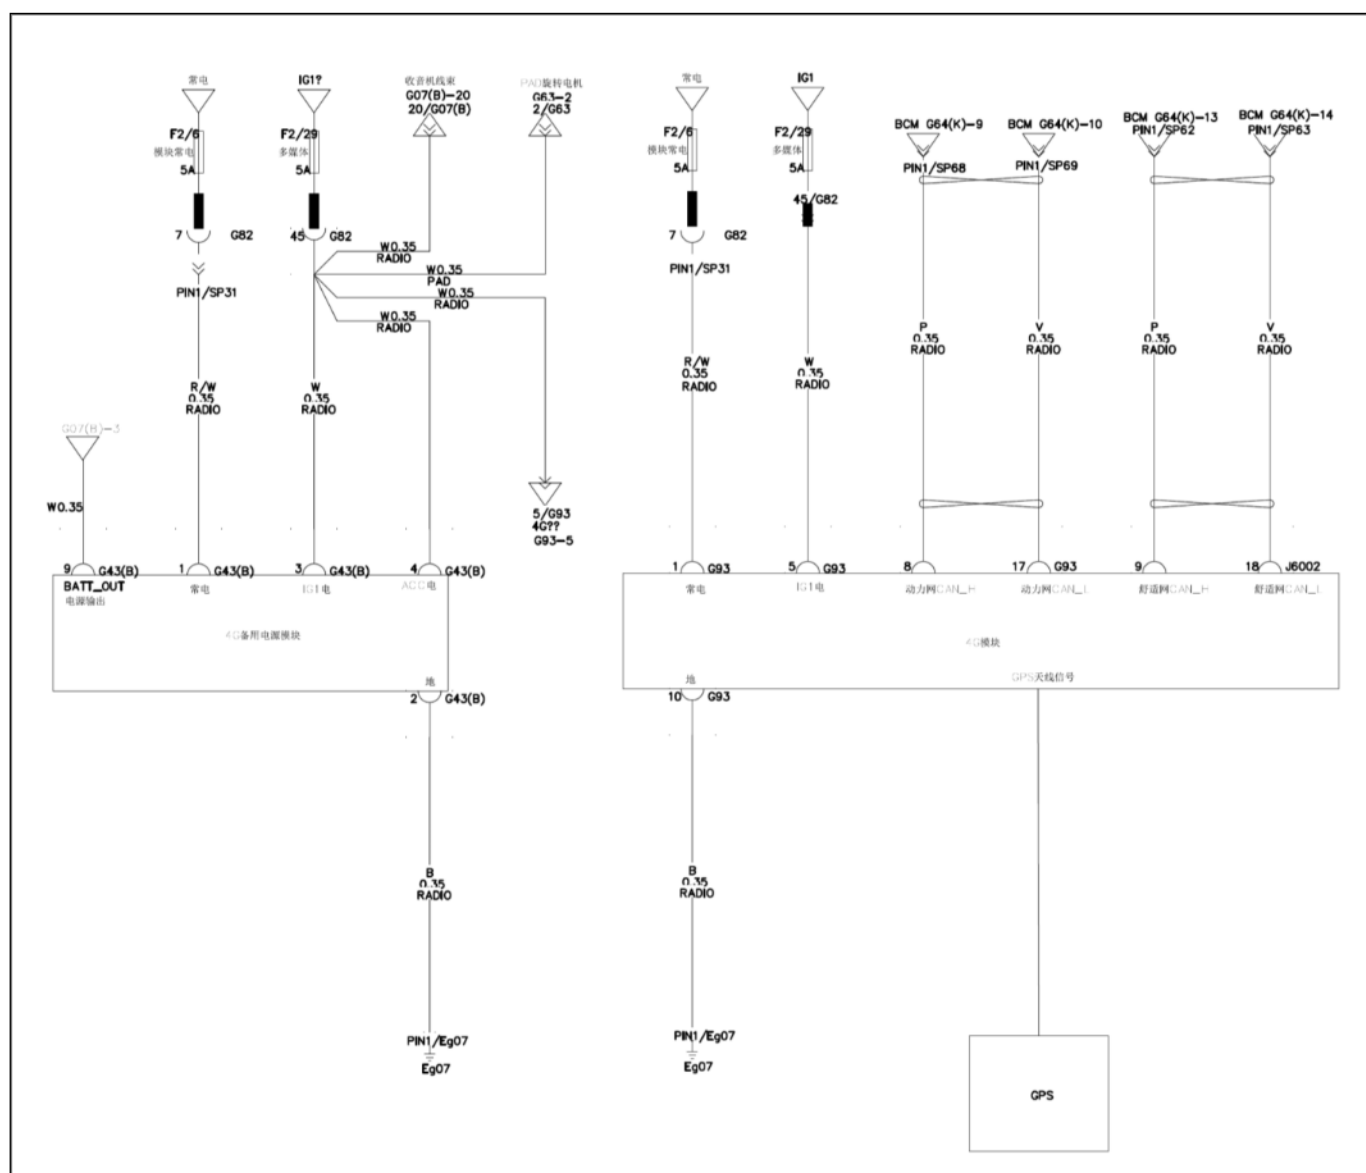 常电
IG1?
收音机线束
G07(B)-20
20/G07(B)
PAD旋转电机
G63-2
2/G63
常电
IG1
BCM G64(K)-9
BCM G64(K)-10
BCM G64(K)-13
PIN1/SP62
BCM G64(K)-14
PIN1/SP63
F2/6
模块常电
5A
F2/29
多媒体
5A
F2/6
模块常电
5A
F2/29
多媒体
5A
PIN1/SP68
PIN1/SP69
45/G82
7 G82
45 G82
7 G82
W0.35
RADIO
W0.35
PAD
W0.35
RADIO
W0.35
RADIO
PIN1/SP31
PIN1/SP31
P
0.35
RADIO
V
0.35
RADIO
P
0.35
RADIO
V
0.35
RADIO
R/W
0.35
RADIO
W
0.35
RADIO
R/W
0.35
RADIO
W
0.35
RADIO
G07(B)-3
W0.35
5/G93
4G??
G93-5
9 G43(B)
1 G43(B)
3 G43(B)
4 G43(B)
1 G93
5 G93
8
17 G93
9
18 J6002
BATT_OUT
电源输出
常电
IG1电
ACC电
常电
IG1电
动力网CAN_H
动力网CAN_L
舒适网CAN_H
舒适网CAN_L
4G备用电源模块
4G模块
地
地
GPS天线信号
2 G43(B)
10 G93
B
0.35
RADIO
B
0.35
RADIO
PIN1/Eg07
Eg07
PIN1/Eg07
Eg07
GPS